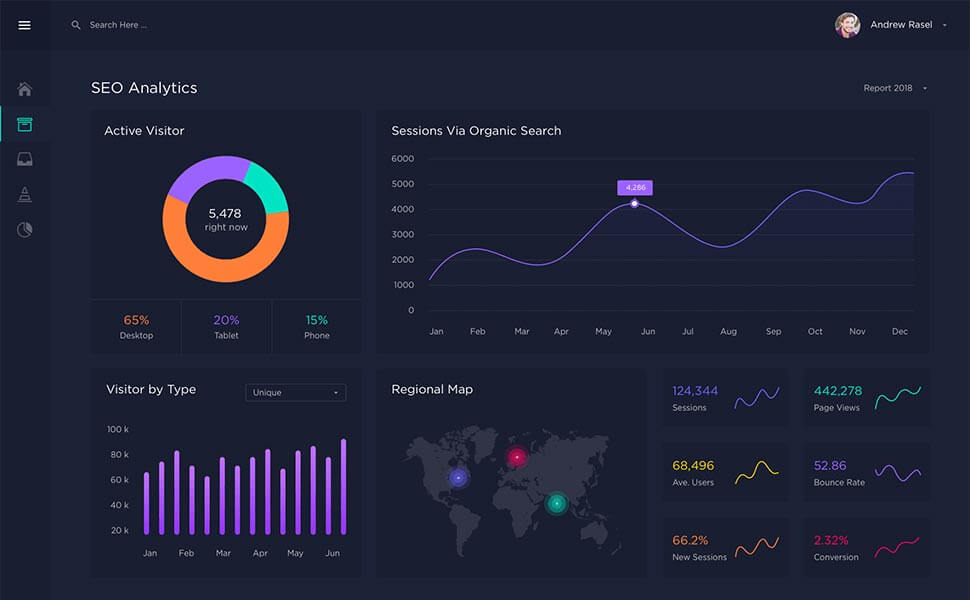 Search Here ...
Andrew Rasel
SEO Analytics
Report 2018
Active Visitor
5,478
right now
65%
Desktop
20%
Tablet
15%
Phone
Sessions Via Organic Search
6000
5000
4000
3000
2000
1000
0
4,286
Jan Feb Mar Apr May Jun Jul Aug Sep Oct Nov Dec
Visitor by Type
Unique
100 k
80 k
60 k
40 k
20 k
Jan Feb Mar Apr May Jun
Regional Map
124,344
Sessions
442,278
Page Views
68,496
Ave. Users
52.86
Bounce Rate
66.2%
New Sessions
2.32%
Conversion